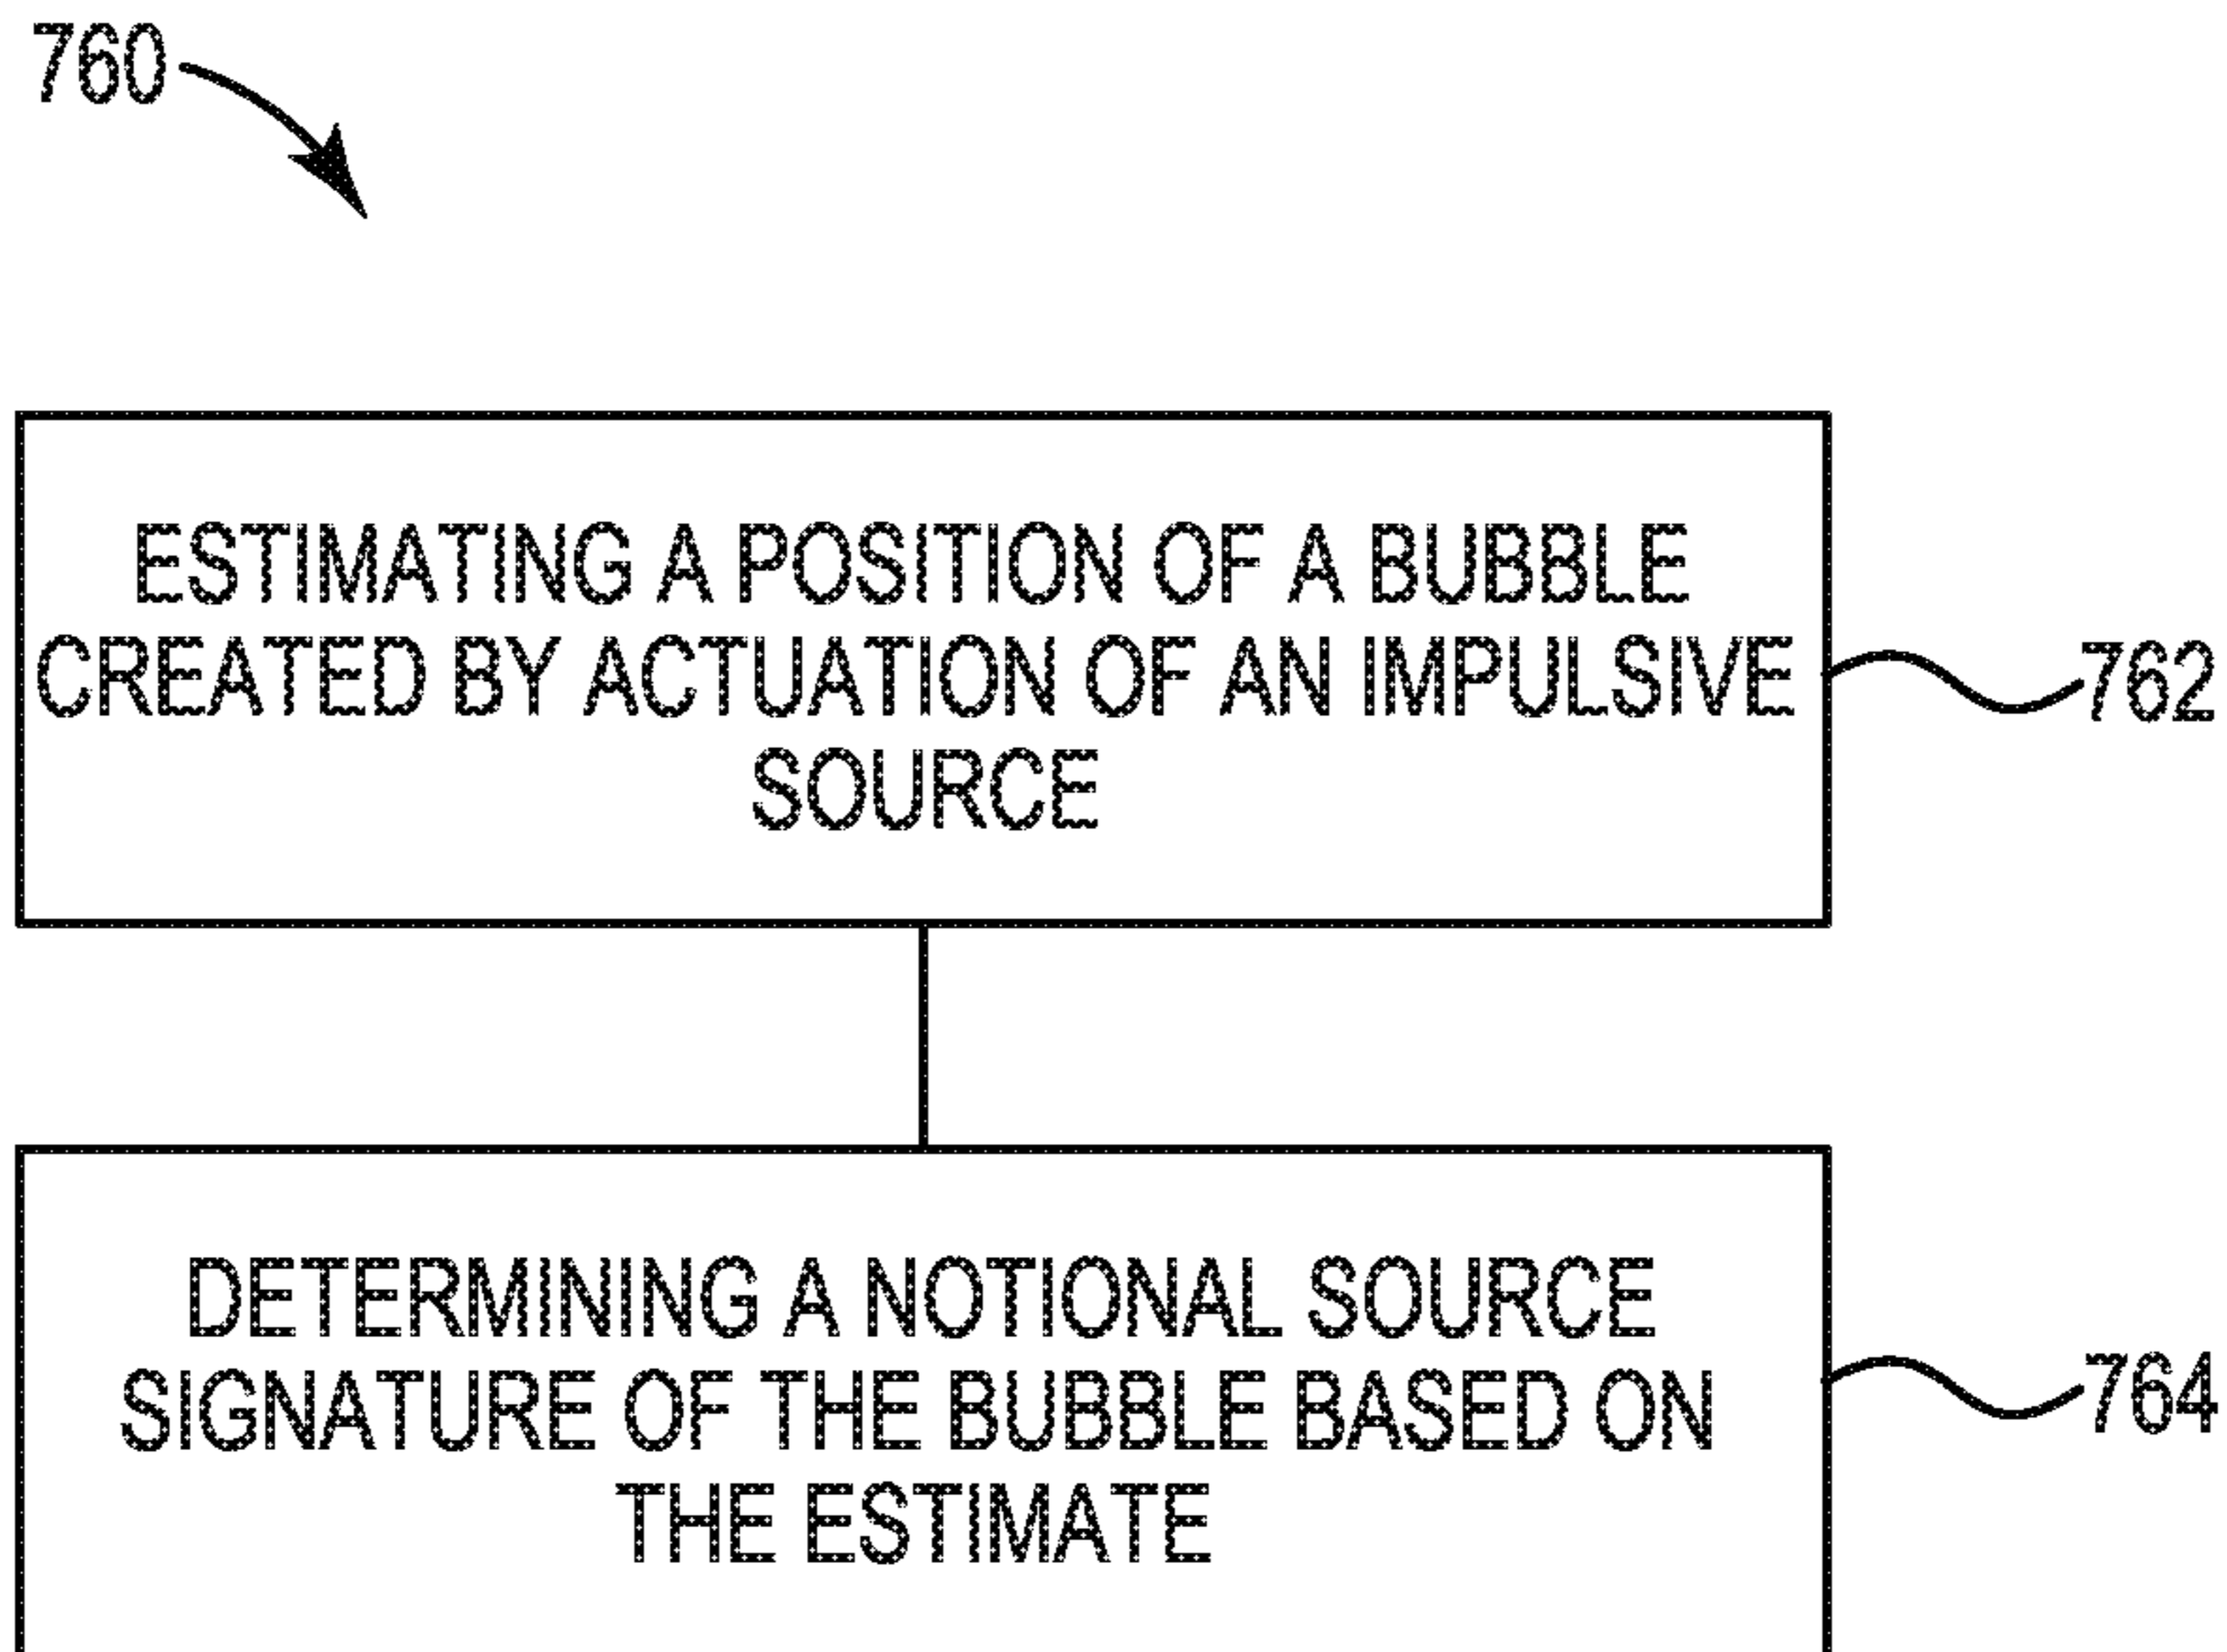 760
ESTIMATING A POSITION OF A BUBBLE
CREATED BY ACTUATION OF AN IMPULSIVE
SOURCE
762
DETERMINING A NOTIONAL SOURCE
SIGNATURE OF THE BUBBLE BASED ON
THE ESTIMATE
764